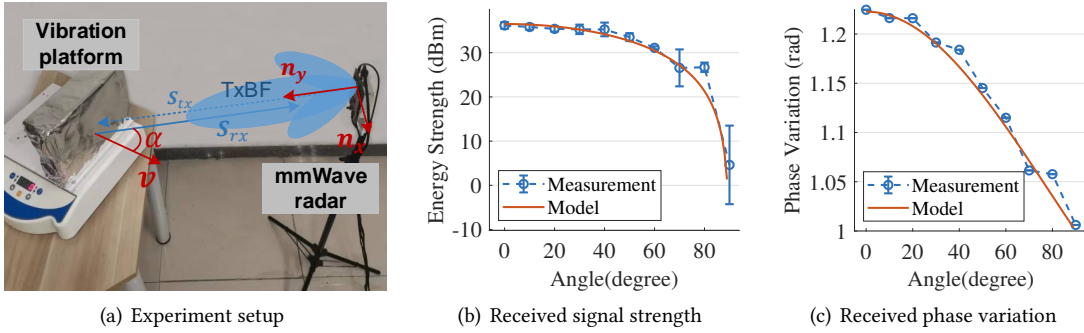 Vibration
platform
TxBF
n_y
s_tx
s_rx
α
v
n_x
mmWave
radar
(a) Experiment setup
Energy Strength (dBm)
40
30
20
10
0
-10
Measurement
Model
0 20 40 60 80
Angle(degree)
(b) Received signal strength
Phase Variation (rad)
1.2
1.15
1.1
1.05
1
Measurement
Model
0 20 40 60 80
Angle(degree)
(c) Received phase variation